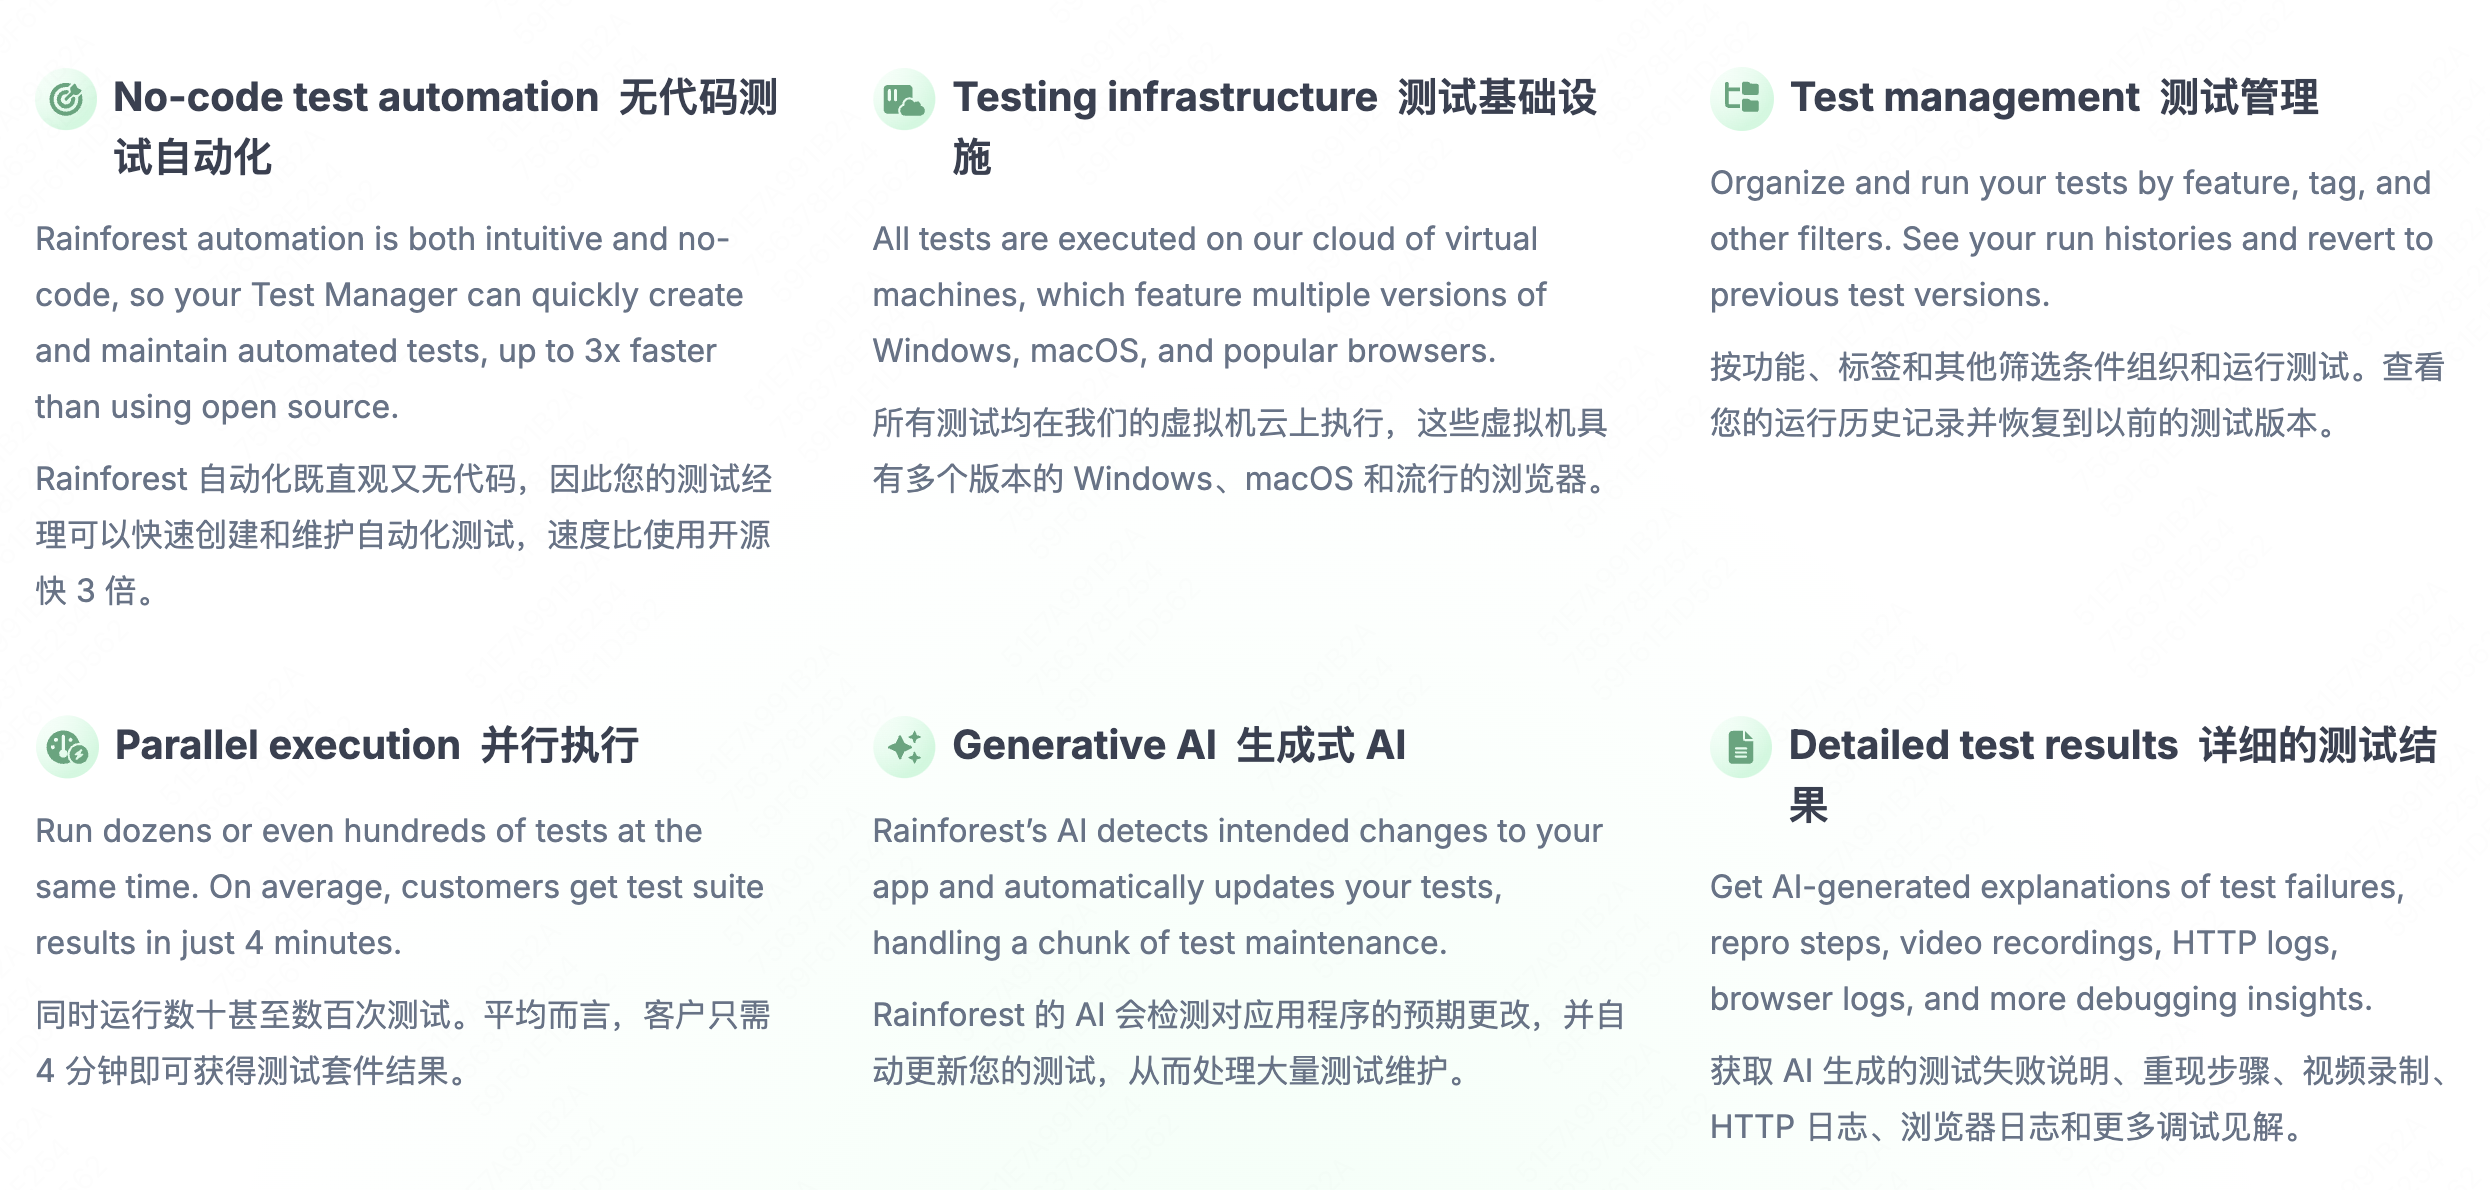 No-code test automation 无代码测
试自动化
Rainforest automation is both intuitive and no-
code, so your Test Manager can quickly create
and maintain automated tests, up to 3x faster
than using open source.
Rainforest 自动化既直观又无代码，因此您的测试经
理可以快速创建和维护自动化测试，速度比使用开源
快 3 倍。
Testing infrastructure 测试基础设
施
All tests are executed on our cloud of virtual
machines, which feature multiple versions of
Windows, macOS, and popular browsers.
所有测试均在我们的虚拟机云上执行，这些虚拟机具
有多个版本的 Windows、macOS 和流行的浏览器。
Test management 测试管理
Organize and run your tests by feature, tag, and
other filters. See your run histories and revert to
previous test versions.
按功能、标签和其他筛选条件组织和运行测试。查看
您的运行历史记录并恢复到以前的测试版本。
Parallel execution 并行执行
Run dozens or even hundreds of tests at the
same time. On average, customers get test suite
results in just 4 minutes.
同时运行数十甚至数百次测试。平均而言，客户只需
4 分钟即可获得测试套件结果。
Generative AI 生成式 AI
Rainforest’s AI detects intended changes to your
app and automatically updates your tests,
handling a chunk of test maintenance.
Rainforest 的 AI 会检测对应用程序的预期更改，并自
动更新您的测试，从而处理大量测试维护。
Detailed test results 详细的测试结
果
Get AI-generated explanations of test failures,
repro steps, video recordings, HTTP logs,
browser logs, and more debugging insights.
获取 AI 生成的测试失败说明、重现步骤、视频录制、
HTTP 日志、浏览器日志和更多调试见解。